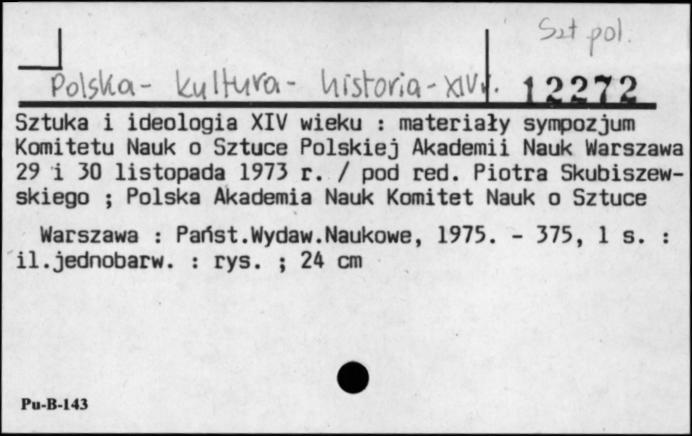 Szt pol.
Polska - kultura - historia - XIV w.
12272
Sztuka i ideologia XIV wieku : materiały sympozjum
Komitetu Nauk o Sztuce Polskiej Akademii Nauk Warszawa
29 i 30 listopada 1973 r. / pod red. Piotra Skubiszew-
skiego ; Polska Akademia Nauk Komitet Nauk o Sztuce
Warszawa : Państ.Wydaw.Naukowe, 1975. - 375, 1 s. :
il.jednobarw. : rys. ; 24 cm
Pu-B-143